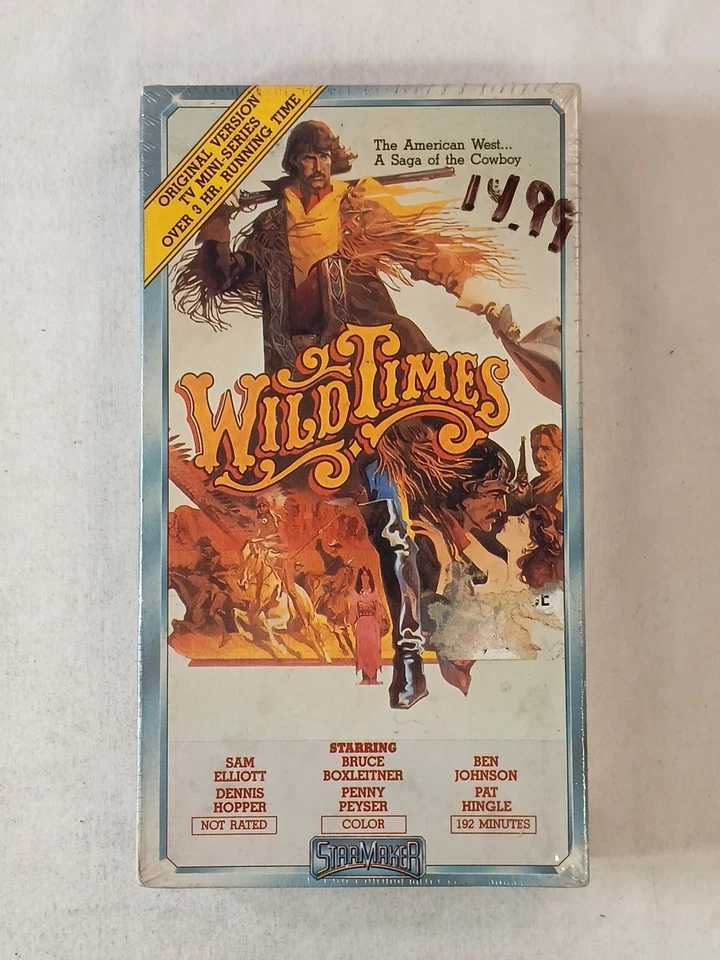 ORIGINAL VERSION
TV MINI-SERIES
OVER 3 HR. RUNNING TIME
The American West...
A Saga of the Cowboy
14.99
WILD TIMES
STARRING
SAM
ELLIOTT
BRUCE
BOXLEITNER
BEN
JOHNSON
DENNIS
HOPPER
PENNY
PEYSER
PAT
HINGLE
NOT RATED
COLOR
192 MINUTES
STARMAKER